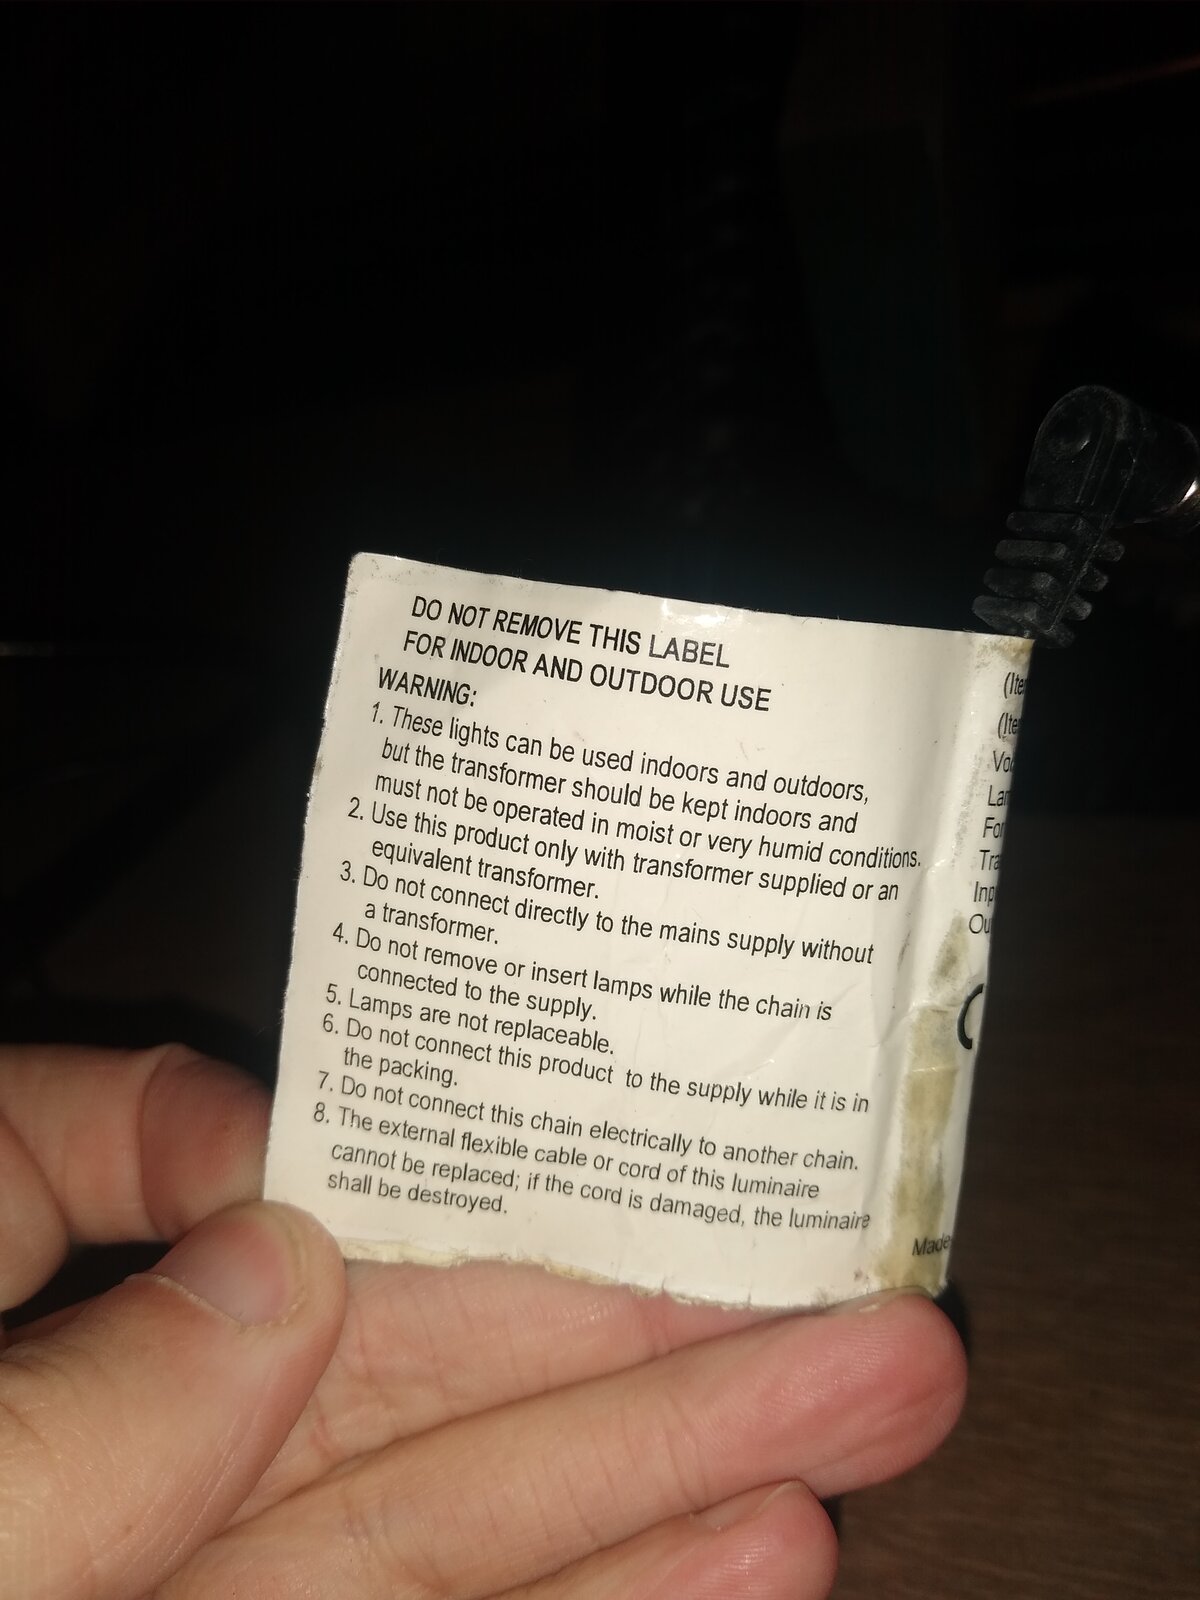 DO NOT REMOVE THIS LABEL
FOR INDOOR AND OUTDOOR USE
WARNING:
1. These lights can be used indoors and outdoors,
but the transformer should be kept indoors and
must not be operated in moist or very humid conditions.
2. Use this product only with transformer supplied or an
equivalent transformer.
3. Do not connect directly to the mains supply without
a transformer.
4. Do not remove or insert lamps while the chain is
connected to the supply.
5. Lamps are not replaceable.
6. Do not connect this product to the supply while it is in
the packing.
7. Do not connect this chain electrically to another chain.
8. The external flexible cable or cord of this luminaire
cannot be replaced; if the cord is damaged, the luminaire
shall be destroyed.
Made